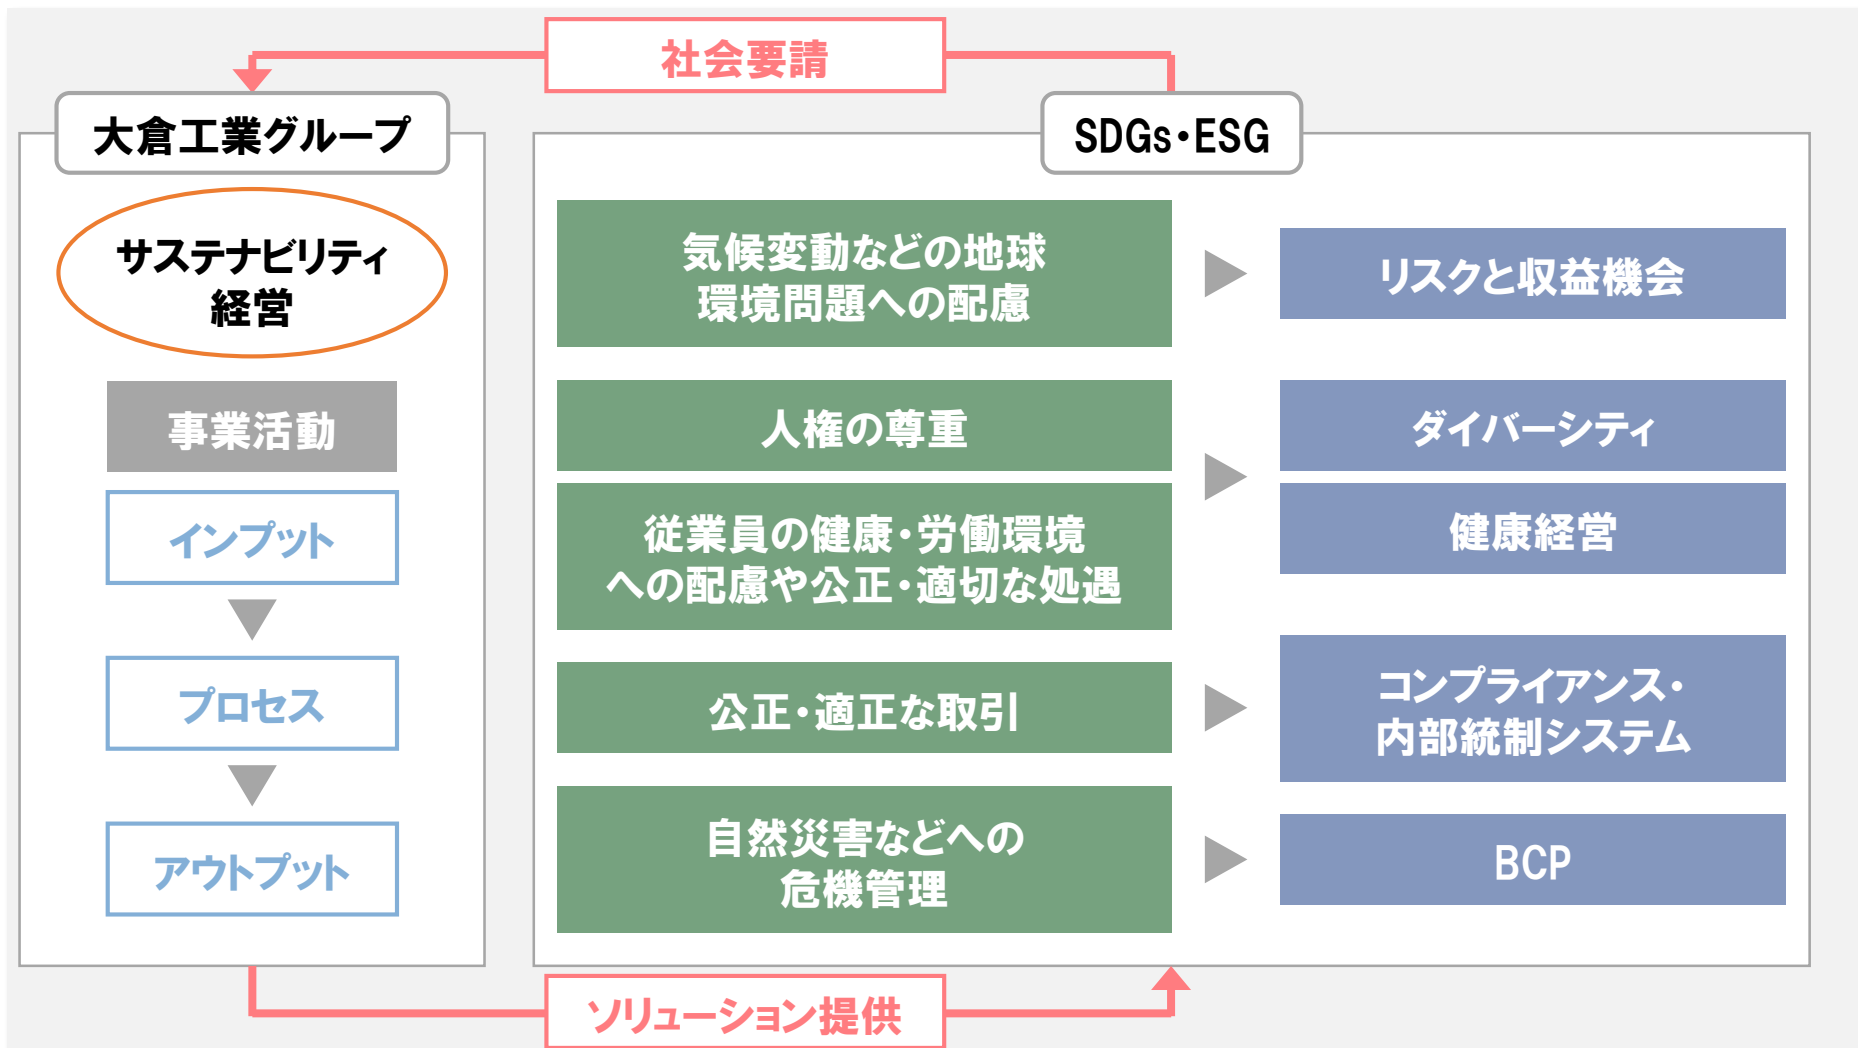 社会要請
大倉工業グループ
サステナビリティ
経営
事業活動
インプット
プロセス
アウトプット
SDGs・ESG
気候変動などの地球
環境問題への配慮
リスクと収益機会
人権の尊重
従業員の健康・労働環境
への配慮や公正・適切な処遇
ダイバーシティ
健康経営
公正・適正な取引
コンプライアンス・
内部統制システム
自然災害などへの
危機管理
BCP
ソリューション提供